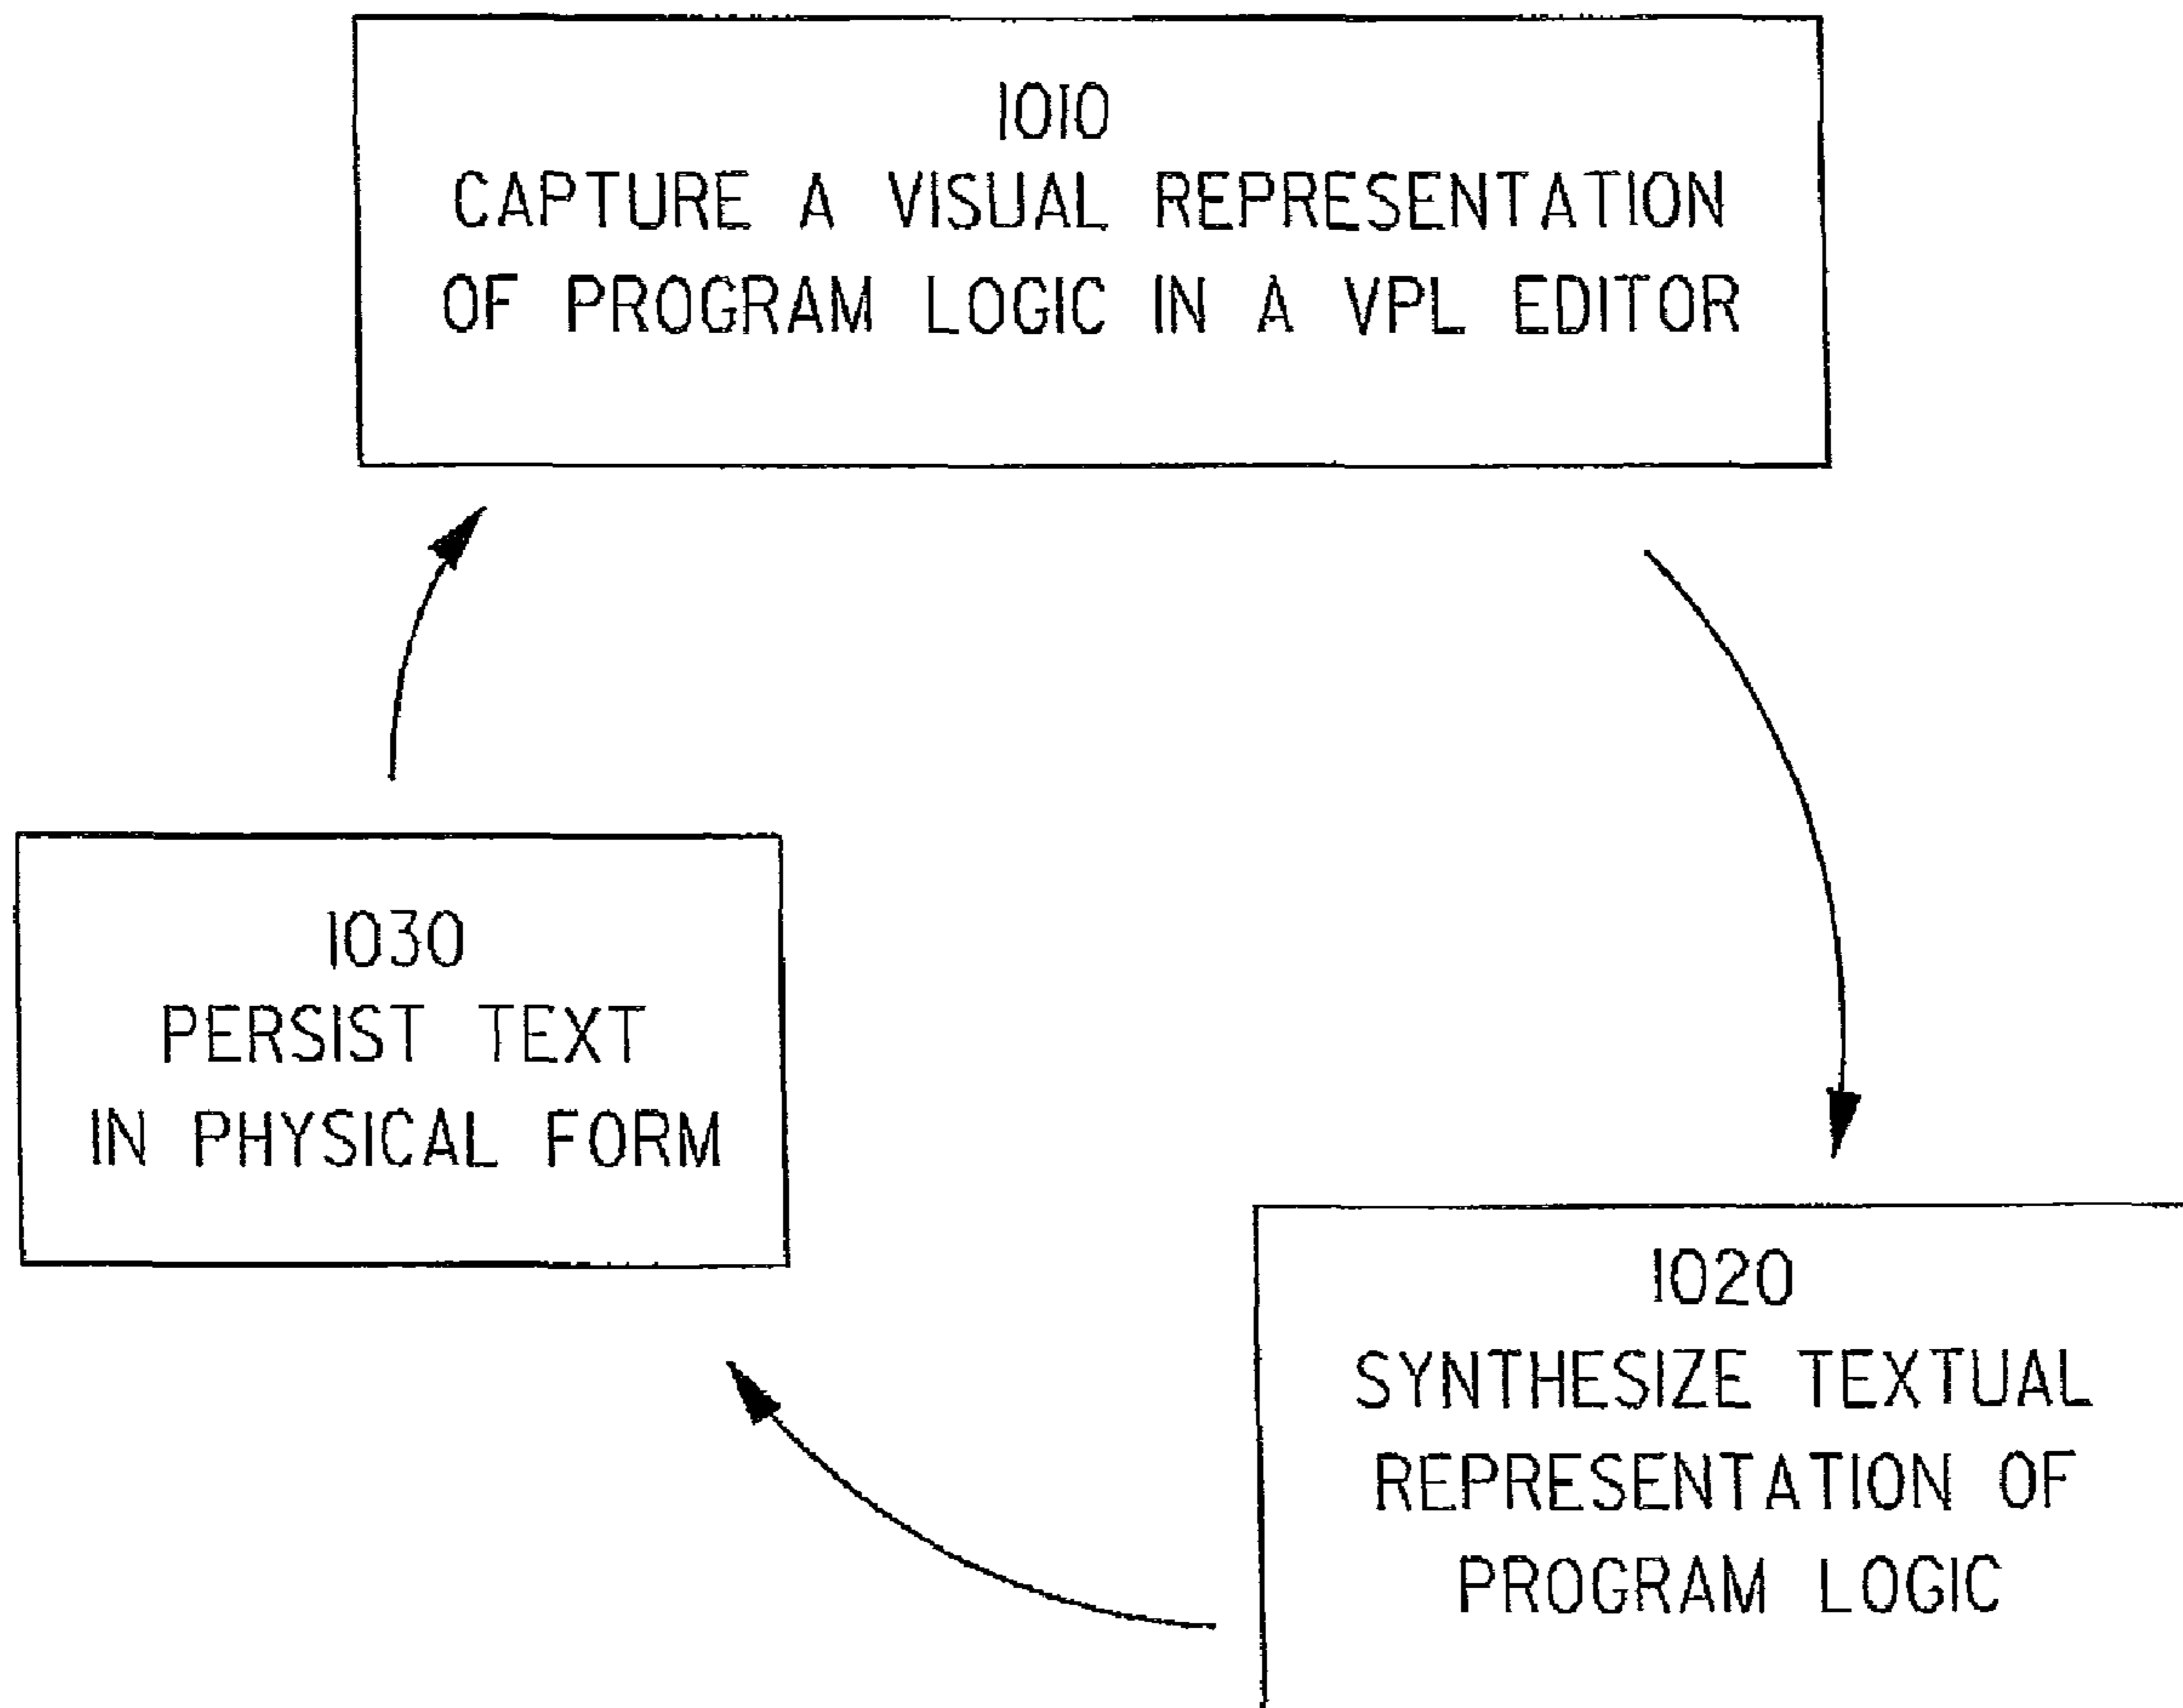 1010
CAPTURE A VISUAL REPRESENTATION
OF PROGRAM LOGIC IN A VPL EDITOR
1030
PERSIST TEXT
IN PHYSICAL FORM
1020
SYNTHESIZE TEXTUAL
REPRESENTATION OF
PROGRAM LOGIC